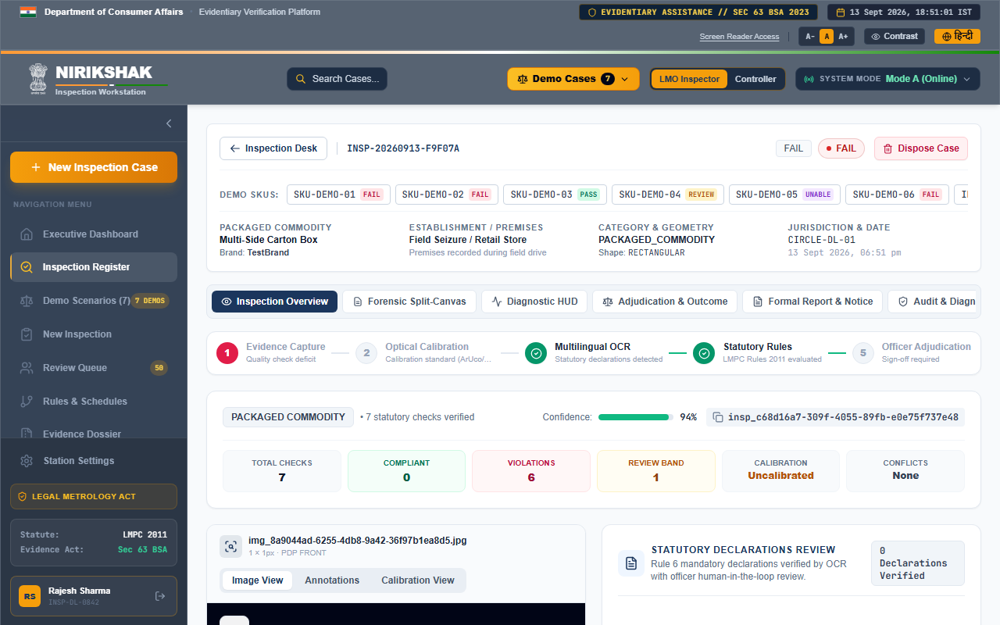 Department of Consumer Affairs · Evidentiary Verification Platform
EVIDENTIARY ASSISTANCE // SEC 63 BSA 2023
13 Sept 2026, 18:51:01 IST
Screen Reader Access
A- A A+
Contrast
हिन्दी
NIRIKSHAK
Inspection Workstation
Search Cases...
Demo Cases 7
LMO Inspector Controller
SYSTEM MODE Mode A (Online)
New Inspection Case
NAVIGATION MENU
Executive Dashboard
Inspection Register
Demo Scenarios (7) 7 DEMOS
New Inspection
Review Queue 50
Rules & Schedules
Evidence Dossier
Station Settings
LEGAL METROLOGY ACT
Statute: LMPC 2011
Evidence Act: Sec 63 BSA
RS Rajesh Sharma
INSP-DL-0842
Inspection Desk
INSP-20260913-F9F07A
FAIL
FAIL
Dispose Case
DEMO SKUS:
SKU-DEMO-01 FAIL
SKU-DEMO-02 FAIL
SKU-DEMO-03 PASS
SKU-DEMO-04 REVIEW
SKU-DEMO-05 UNABLE
SKU-DEMO-06 FAIL
PACKAGED COMMODITY
Multi-Side Carton Box
Brand: TestBrand
ESTABLISHMENT / PREMISES
Field Seizure / Retail Store
Premises recorded during field drive
CATEGORY & GEOMETRY
PACKAGED_COMMODITY
Shape: RECTANGULAR
JURISDICTION & DATE
CIRCLE-DL-01
13 Sept 2026, 06:51 pm
Inspection Overview
Forensic Split-Canvas
Diagnostic HUD
Adjudication & Outcome
Formal Report & Notice
Audit & Diagn
1 Evidence Capture
Quality check deficit
2 Optical Calibration
Calibration standard (ArUco/...
Multilingual OCR
Statutory declarations detected
Statutory Rules
LMPC Rules 2011 evaluated
5 Officer Adjudication
Sign-off required
PACKAGED COMMODITY • 7 statutory checks verified
Confidence: 94%
insp_c68d16a7-309f-4055-89fb-e0e75f737e48
TOTAL CHECKS
7
COMPLIANT
0
VIOLATIONS
6
REVIEW BAND
1
CALIBRATION
Uncalibrated
CONFLICTS
None
img_8a9044ad-6255-4db8-9a42-36f97b1ea8d5.jpg
1 × 1px · PDP FRONT
Image View Annotations Calibration View
STATUTORY DECLARATIONS REVIEW
Rule 6 mandatory declarations verified by OCR
with officer human-in-the-loop review.
0
Declarations
Verified